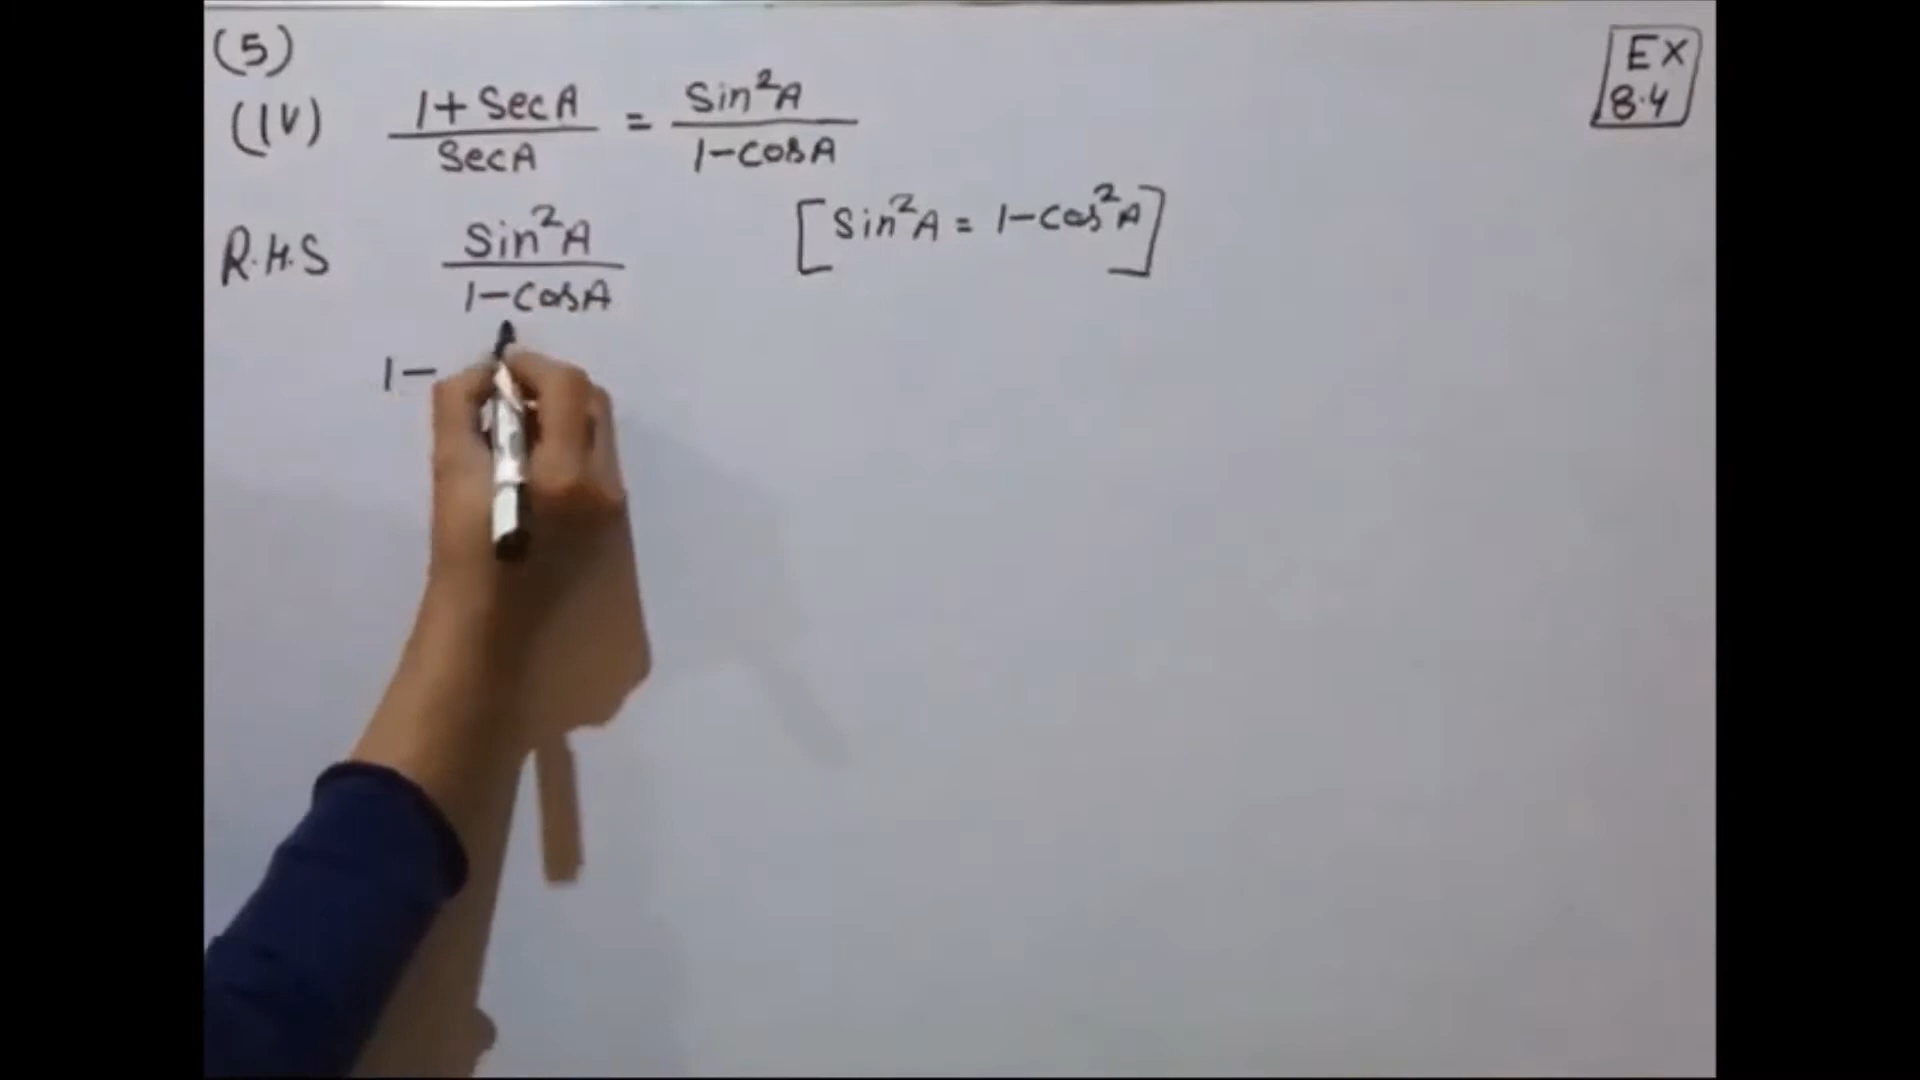 (5)
EX
8.4
(IV) 1+SecA/SecA = Sin²A/1-cosA
R.H.S Sin²A/1-cosA [Sin²A = 1-cos²A]
1-